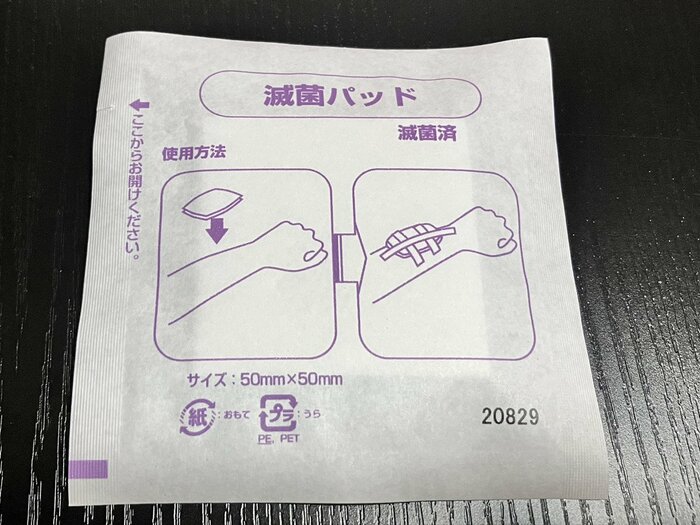 滅菌パッド
滅菌済
使用方法
←ここからお開けください。
サイズ：50mm×50mm
紙：おもて
プラ：うら
PE, PET
20829